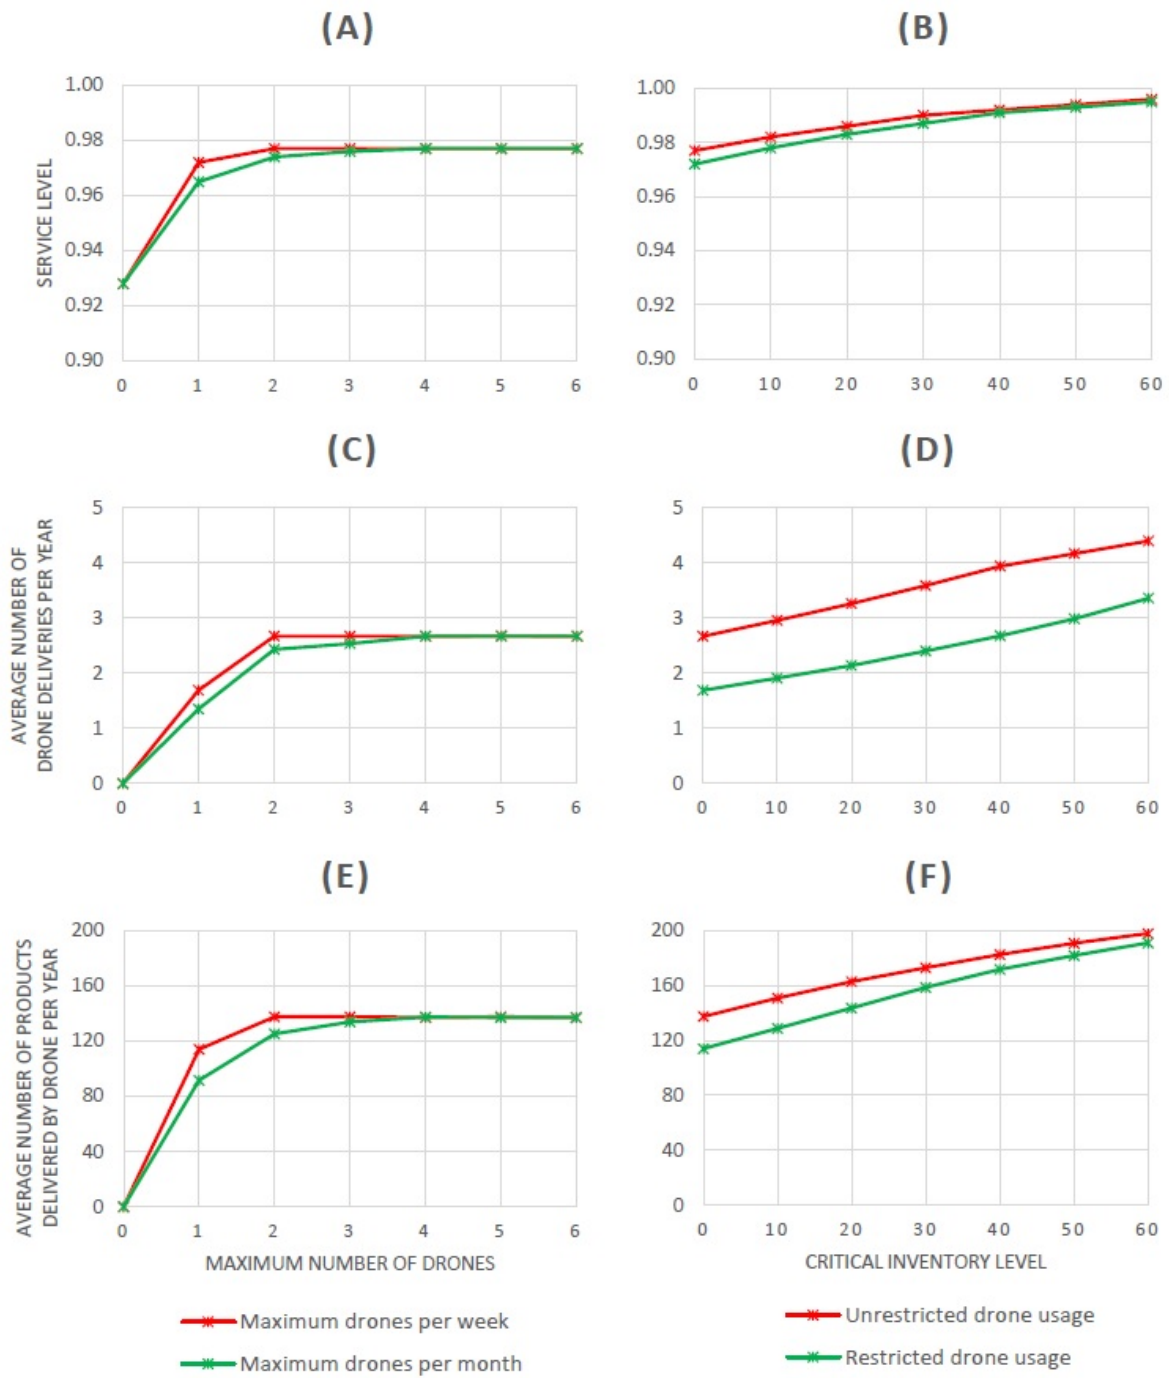 (A)
1.00
0.98
0.96
0.94
0.92
0.90
SERVICE LEVEL
0 1 2 3 4 5 6
(B)
1.00
0.98
0.96
0.94
0.92
0.90
0 10 20 30 40 50 60
(C)
5
4
3
2
1
0
AVERAGE NUMBER OF
DRONE DELIVERIES PER YEAR
0 1 2 3 4 5 6
(D)
5
4
3
2
1
0
0 10 20 30 40 50 60
(E)
200
160
120
80
40
0
AVERAGE NUMBER OF PRODUCTS
DELIVERED BY DRONE PER YEAR
0 1 2 3 4 5 6
MAXIMUM NUMBER OF DRONES
(F)
200
160
120
80
40
0
0 10 20 30 40 50 60
CRITICAL INVENTORY LEVEL
Maximum drones per week
Maximum drones per month
Unrestricted drone usage
Restricted drone usage